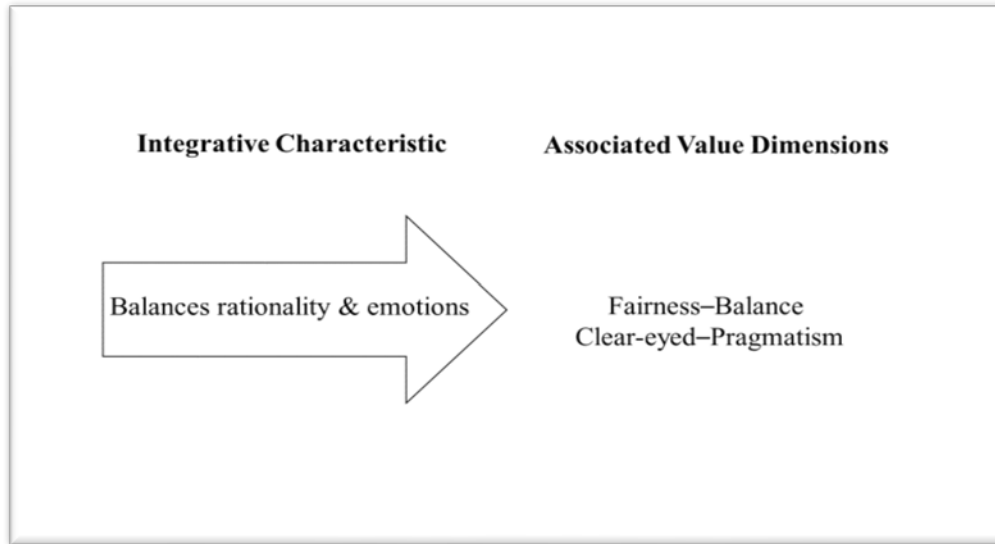 Integrative Characteristic
Associated Value Dimensions
Balances rationality & emotions
Fairness–Balance
Clear-eyed–Pragmatism